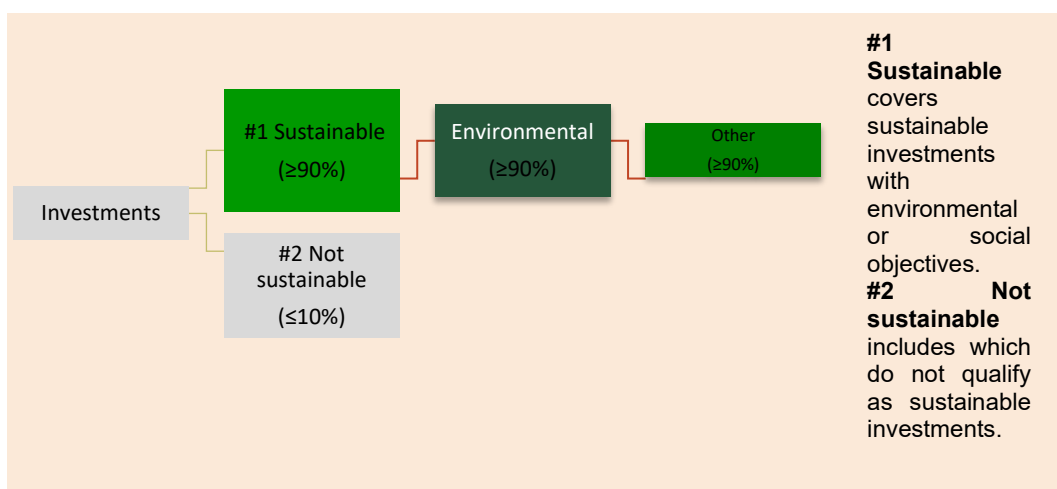 Investments
#1 Sustainable
(≥90%)
#2 Not
sustainable
(≤10%)
Environmental
(≥90%)
Other
(≥90%)
#1
Sustainable
covers
sustainable
investments
with
environmental
or social
objectives.
#2 Not
sustainable
includes which
do not qualify
as sustainable
investments.